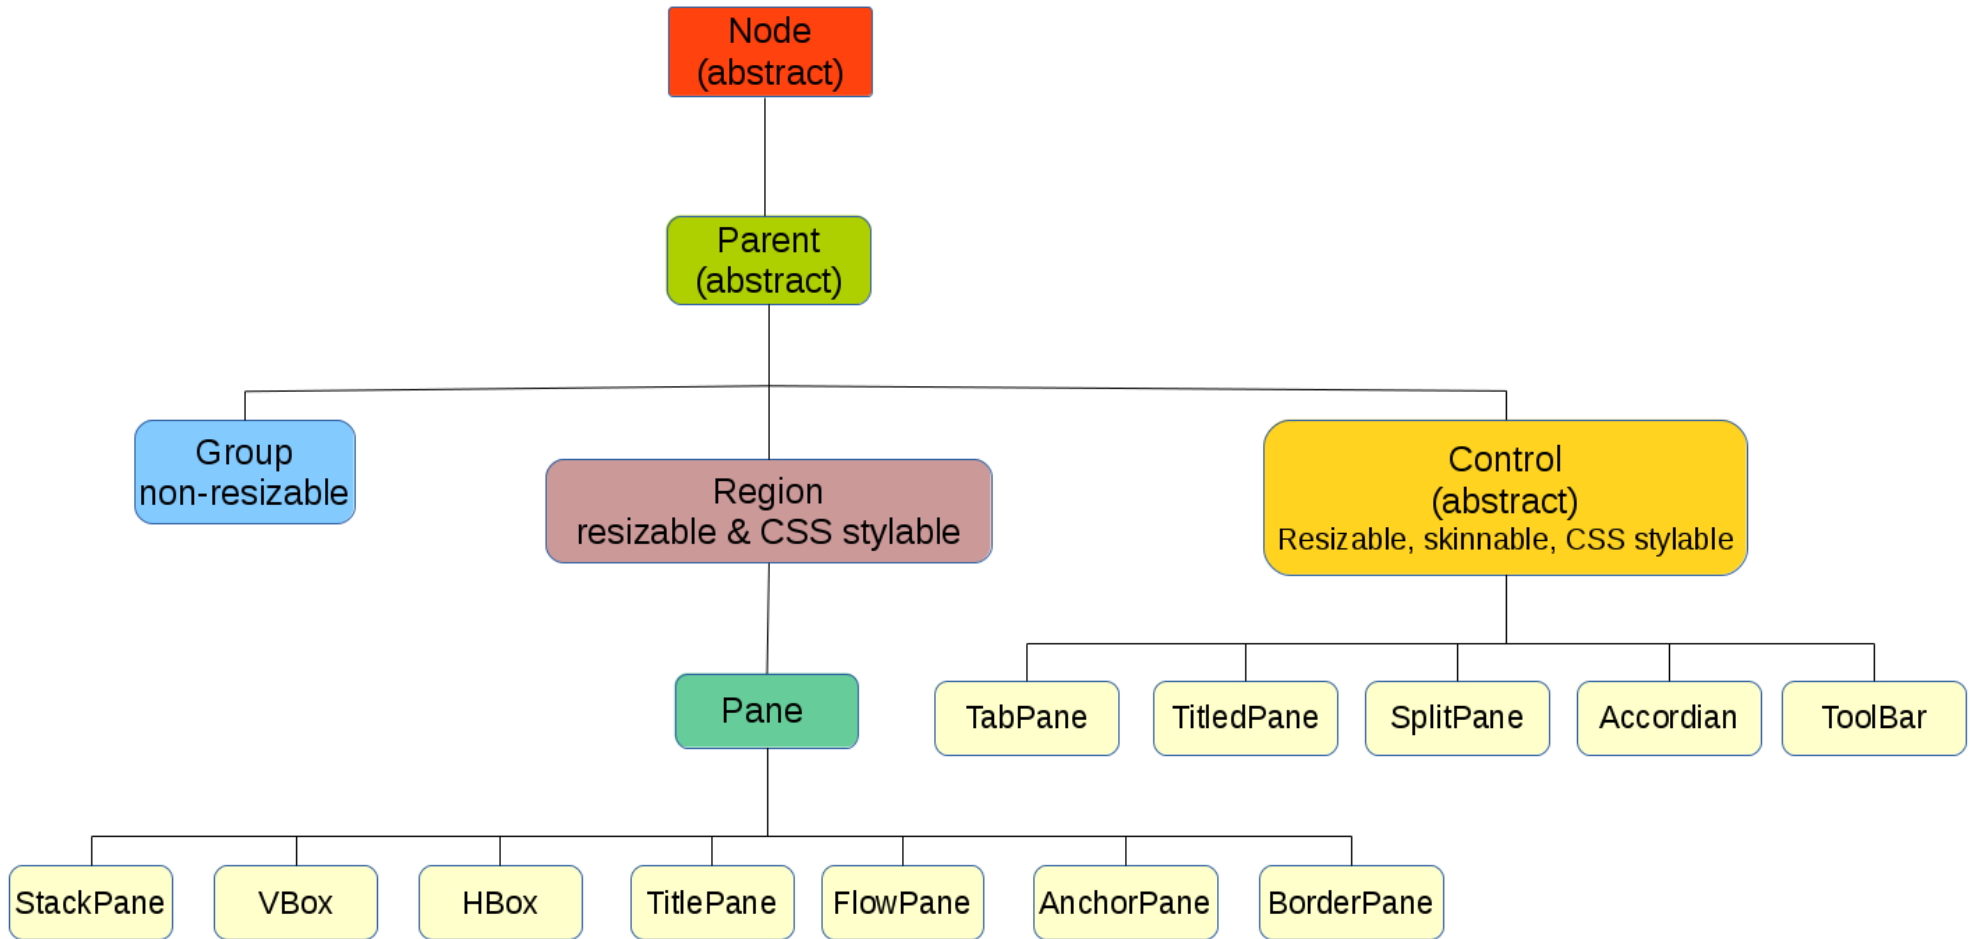 Node
(abstract)
Parent
(abstract)
Group
non-resizable
Region
resizable & CSS stylable
Control
(abstract)
Resizable, skinnable, CSS stylable
Pane
TabPane
TitledPane
SplitPane
Accordian
ToolBar
StackPane
VBox
HBox
TitlePane
FlowPane
AnchorPane
BorderPane